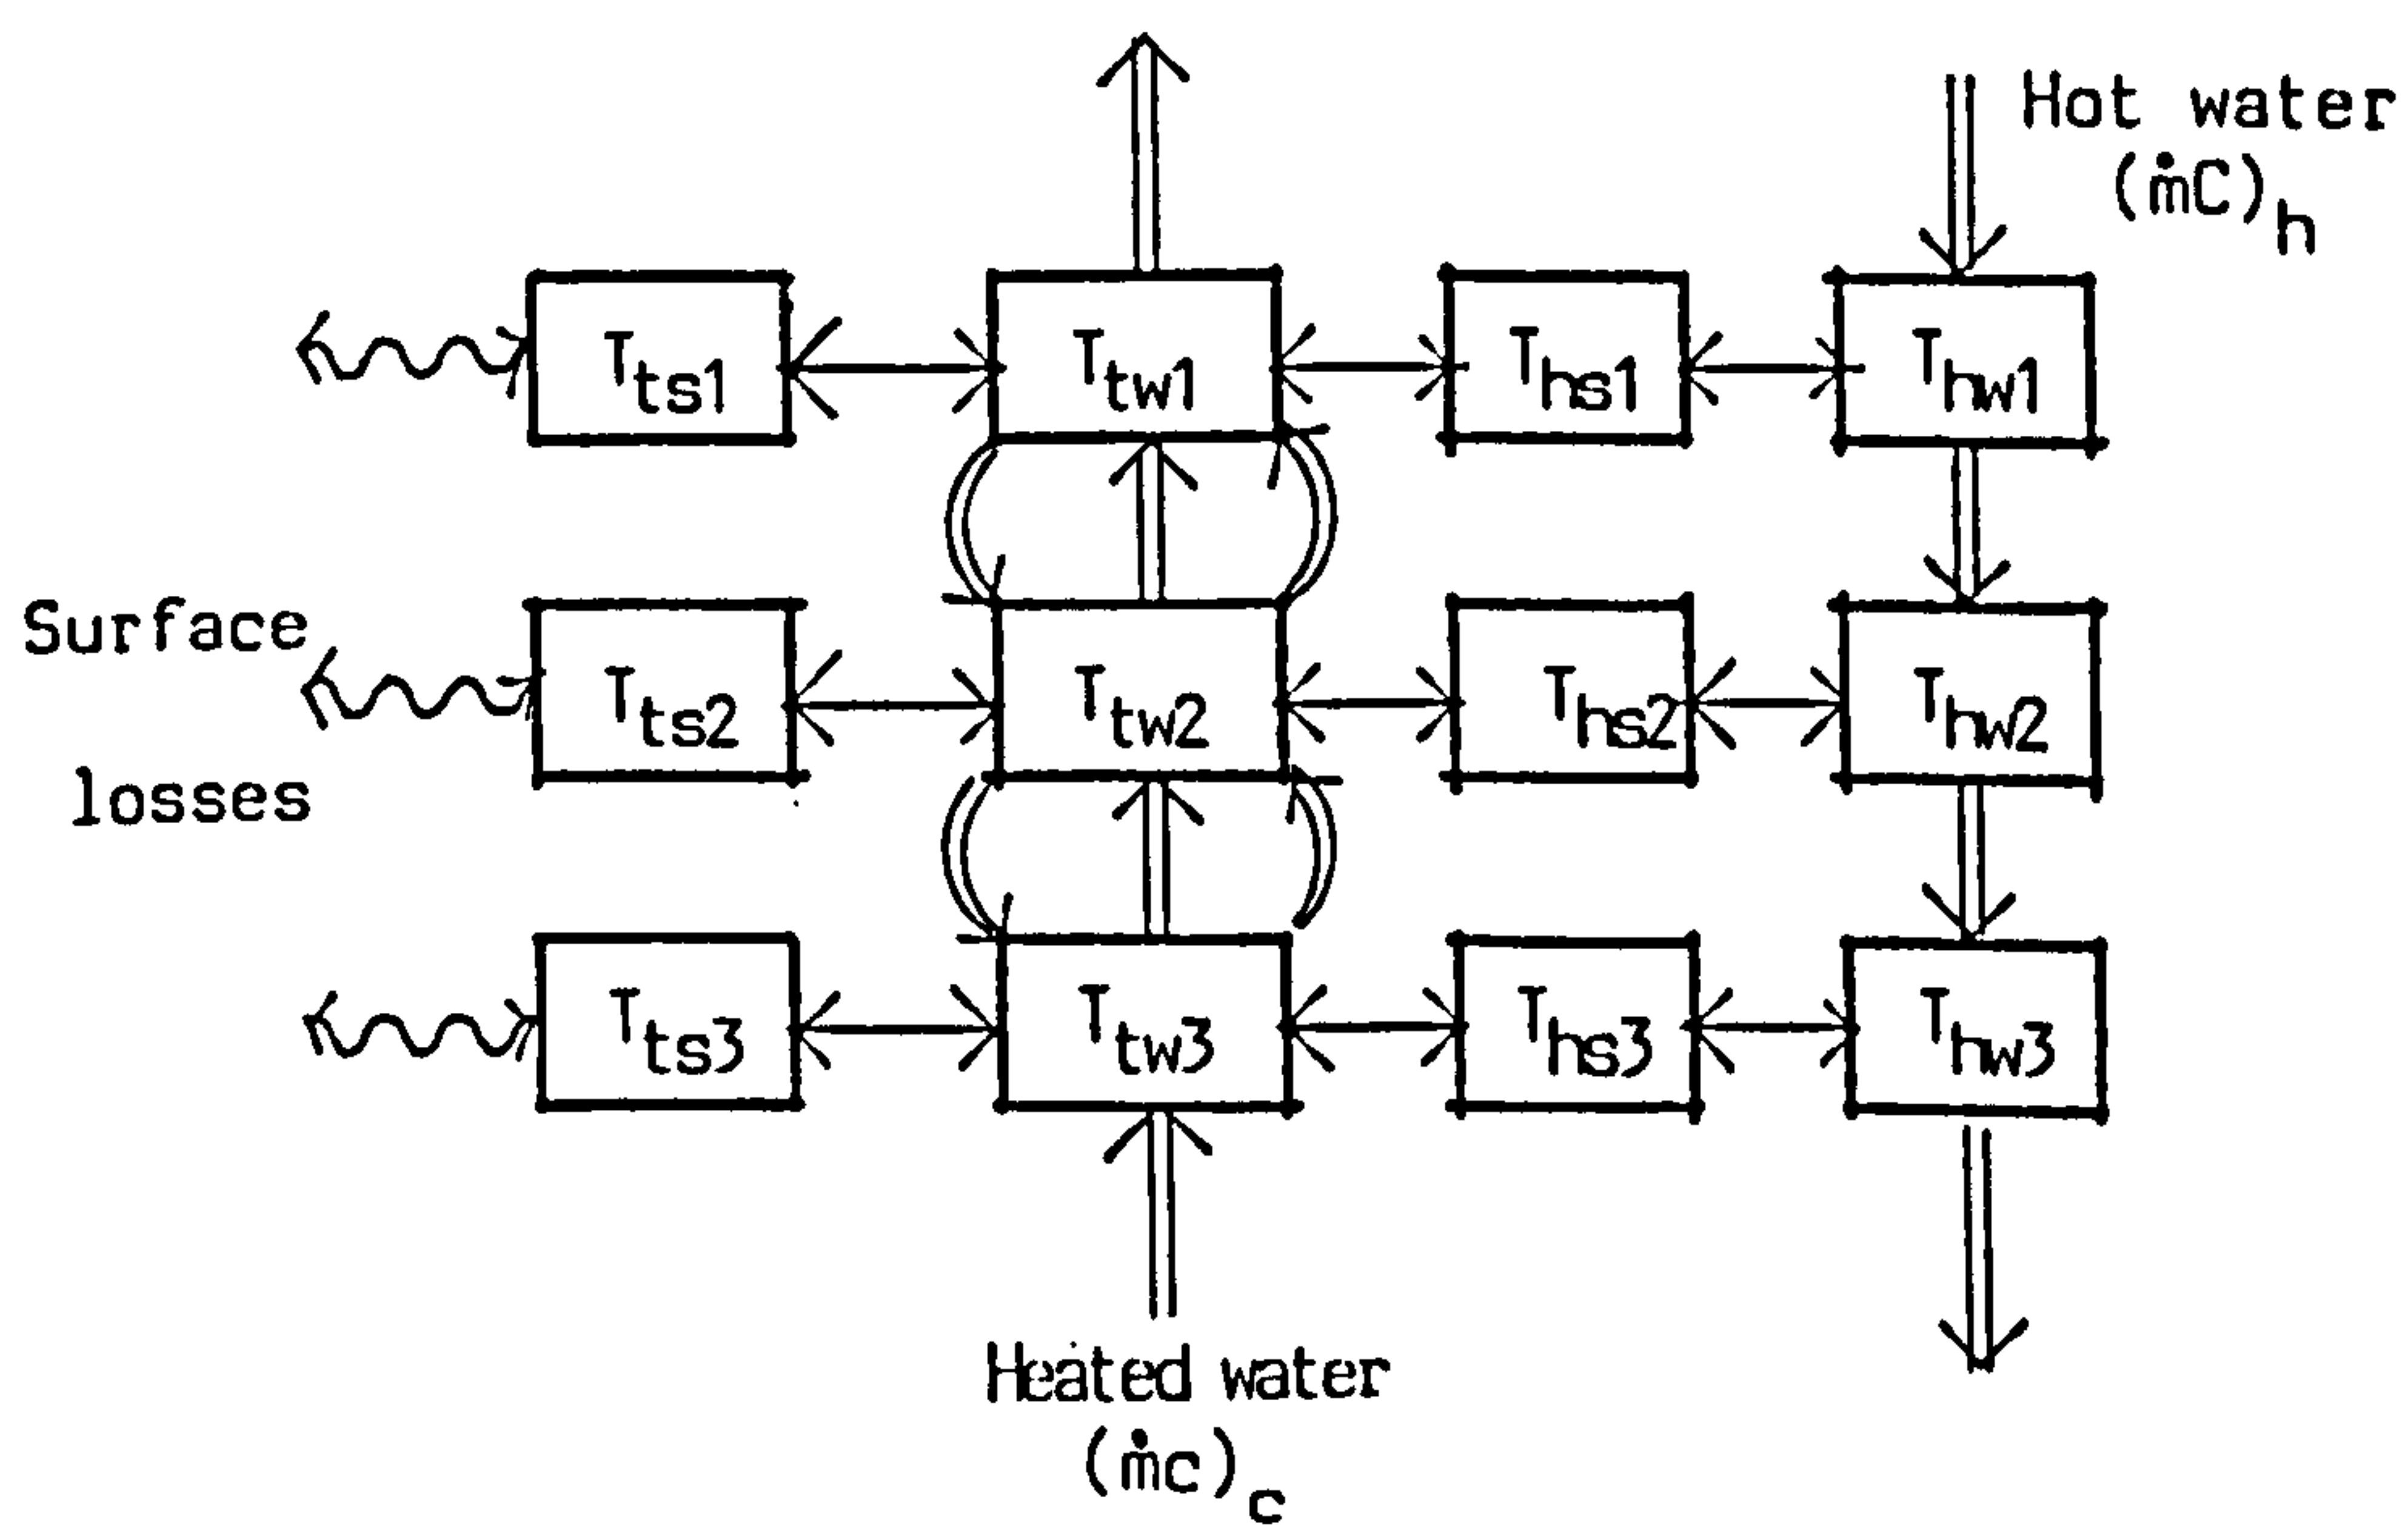 Hot water
(ṁC)h
Tts1 Ttw1 Ths1 Thw1
Surface
losses
Tts2 Ttw2 Ths2 Thw2
Tts3 Ttw3 Ths3 Thw3
Heated water
(ṁc)c